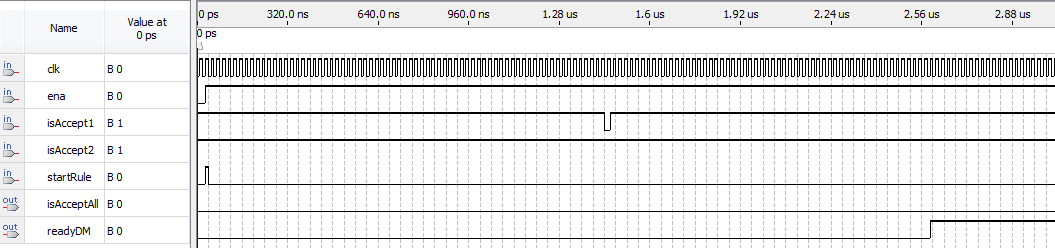 Name Value at 0 ps 0 ps 320.0 ns 640.0 ns 960.0 ns 1.28 us 1.6 us 1.92 us 2.24 us 2.56 us 2.88 us
0 ps
in clk B 0
in ena B 0
in isAccept1 B 1
in isAccept2 B 1
in startRule B 0
out isAcceptAll B 0
out readyDM B 0